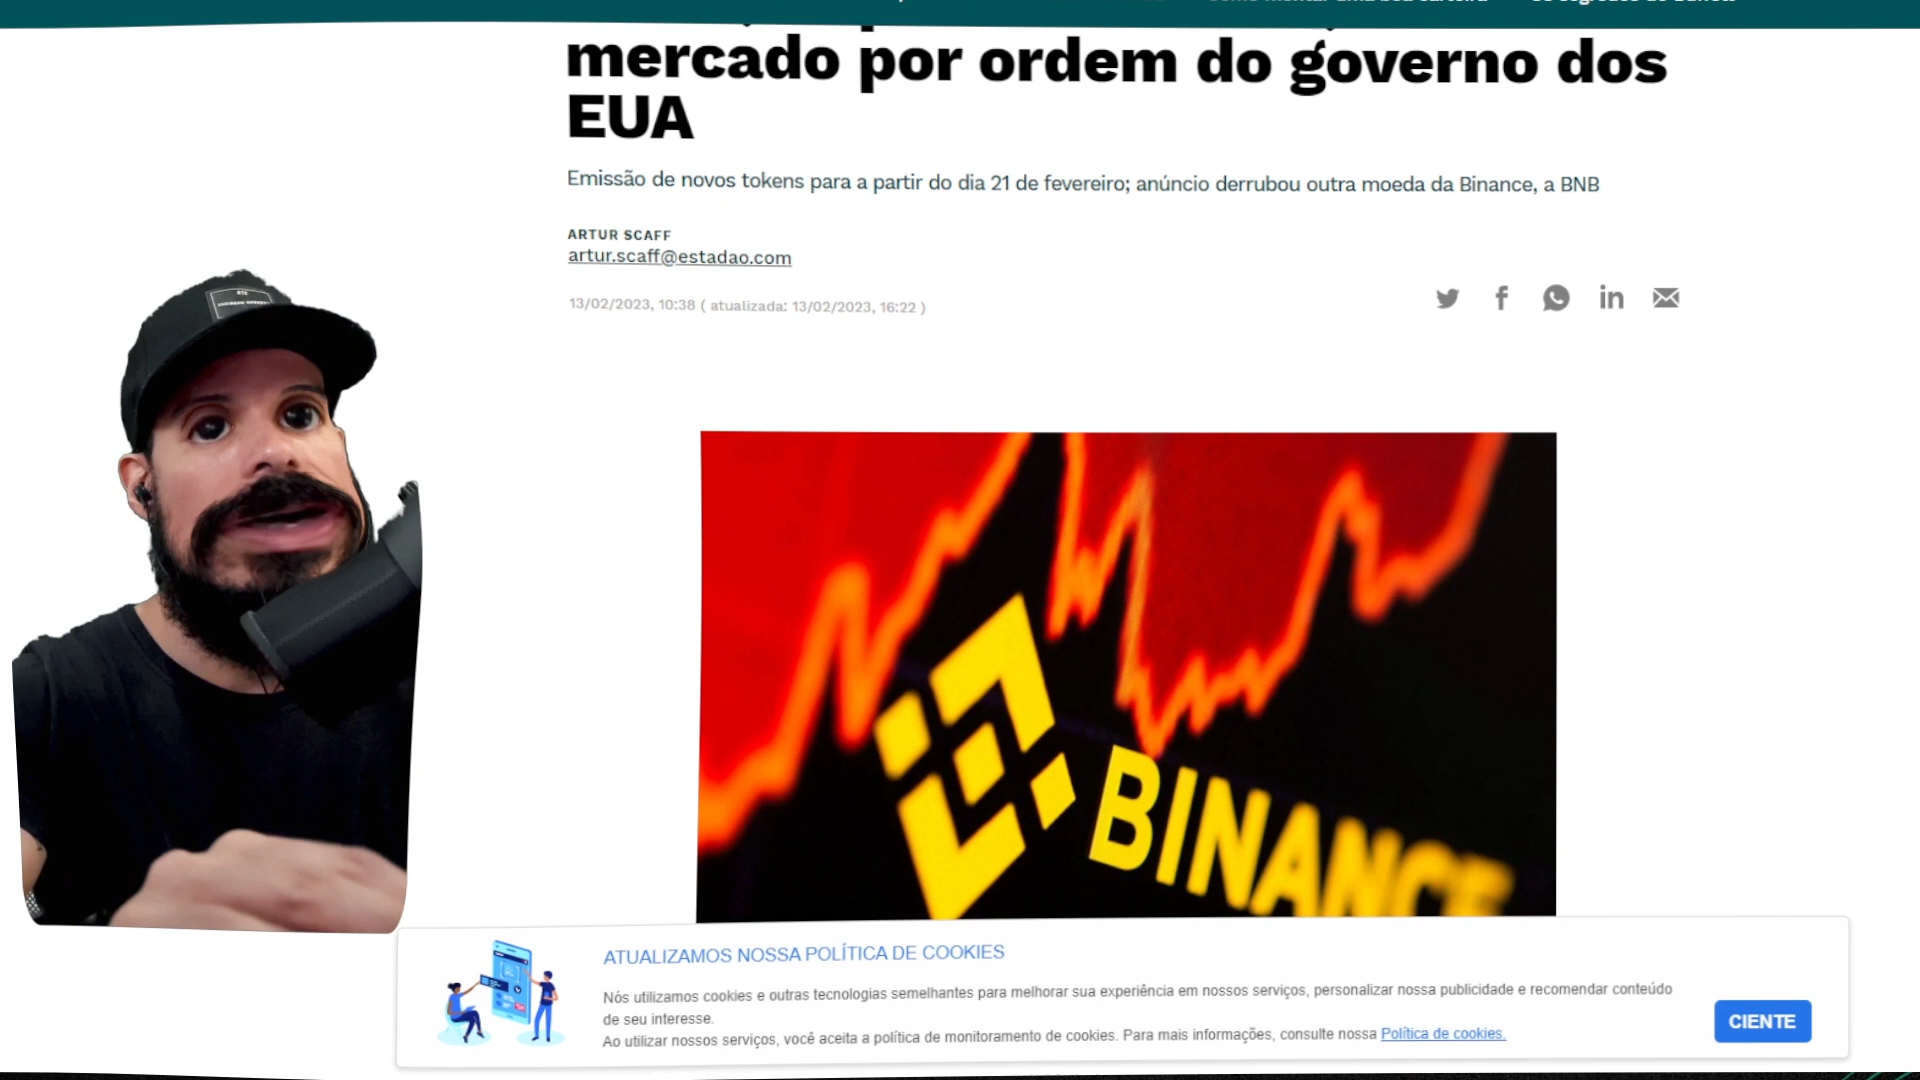 mercado por ordem do governo dos
EUA
Emissão de novos tokens para a partir do dia 21 de fevereiro; anúncio derrubou outra moeda da Binance, a BNB
ARTUR SCAFF
artur.scaff@estadao.com
13/02/2023, 10:38 ( atualizada: 13/02/2023, 16:22 )
BINANCE
ATUALIZAMOS NOSSA POLÍTICA DE COOKIES
Nós utilizamos cookies e outras tecnologias semelhantes para melhorar sua experiência em nossos serviços, personalizar nossa publicidade e recomendar conteúdo
de seu interesse.
Ao utilizar nossos serviços, você aceita a política de monitoramento de cookies. Para mais informações, consulte nossa Política de cookies.
CIENTE